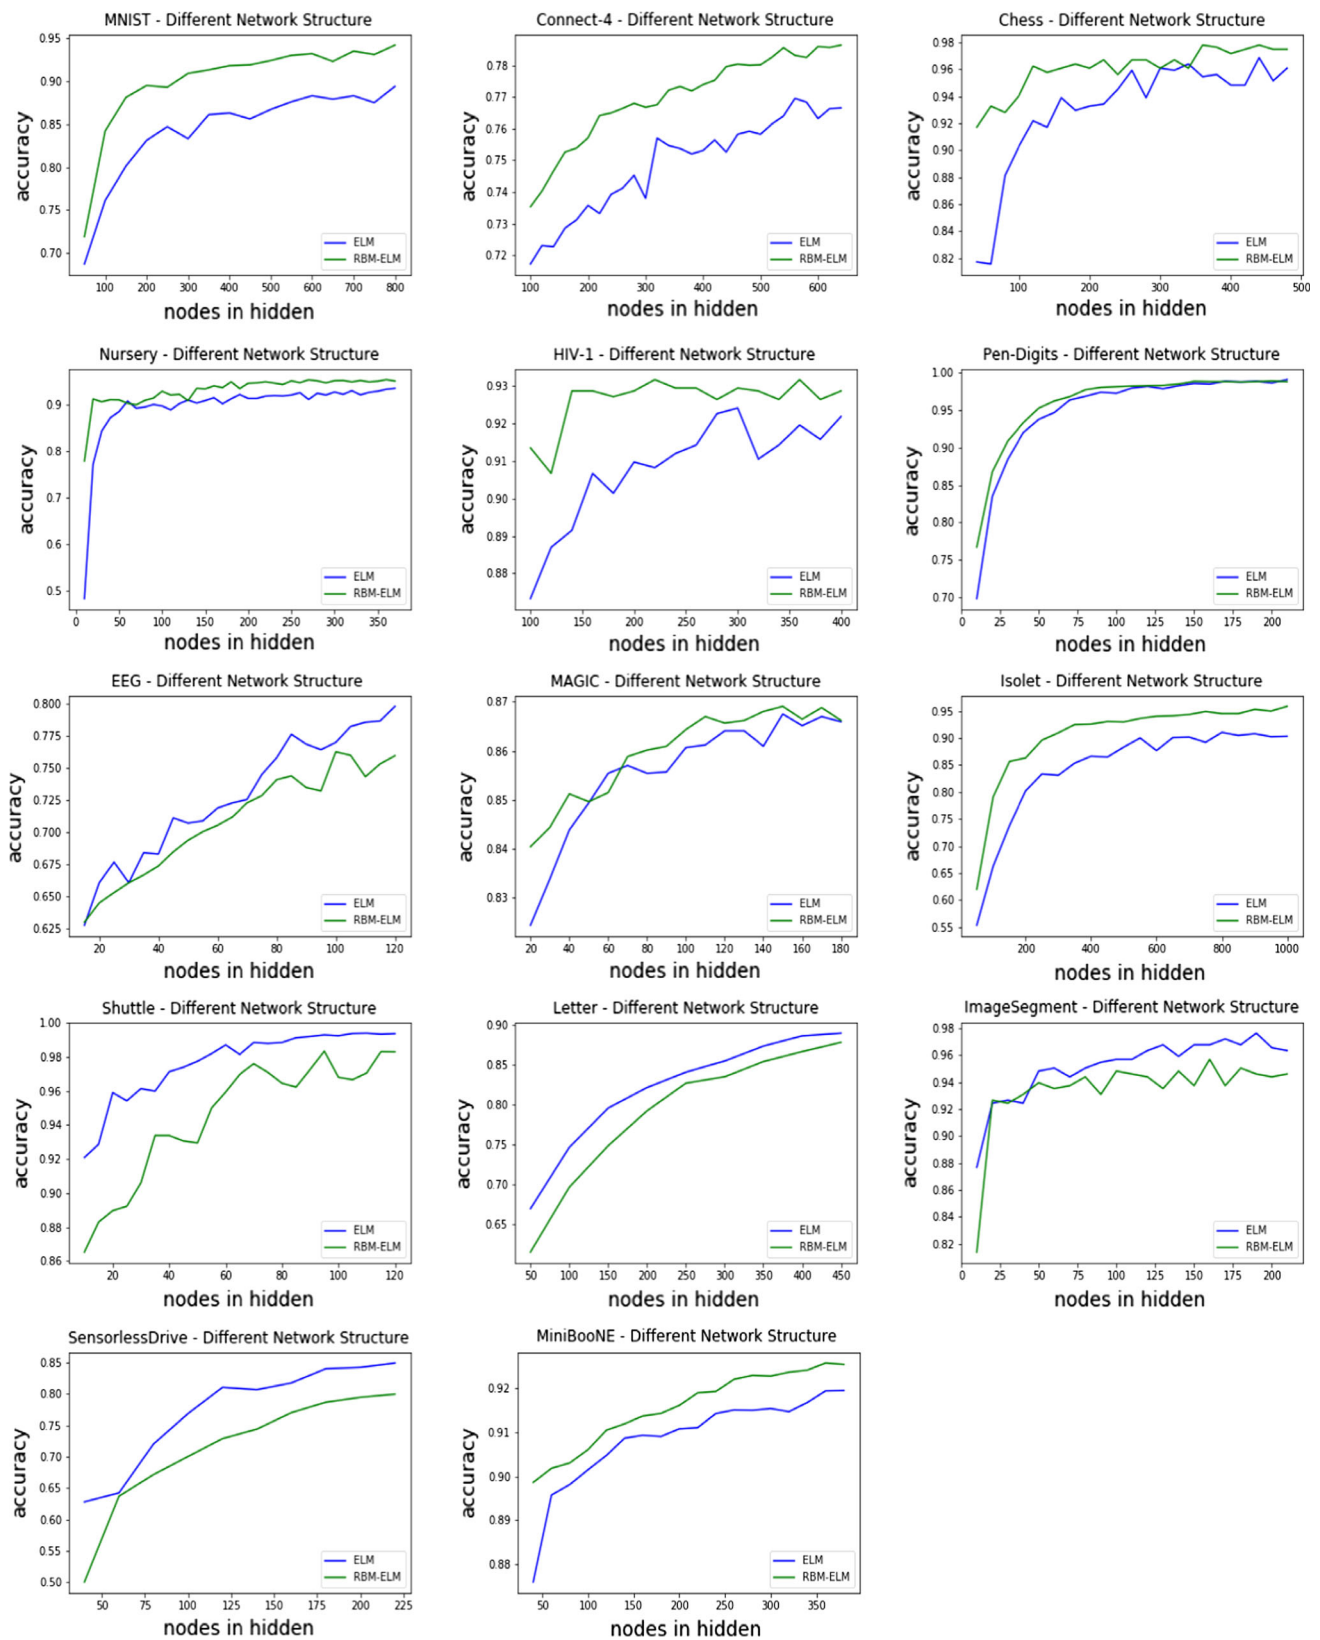 MNIST - Different Network Structure
0.95
0.90
0.85
0.80
0.75
0.70
accuracy
ELM
RBM-ELM
100 200 300 400 500 600 700 800
nodes in hidden
Connect-4 - Different Network Structure
0.78
0.77
0.76
0.75
0.74
0.73
0.72
accuracy
ELM
RBM-ELM
100 200 300 400 500 600
nodes in hidden
Chess - Different Network Structure
0.98
0.96
0.94
0.92
0.90
0.88
0.86
0.84
0.82
accuracy
ELM
RBM-ELM
100 200 300 400 500
nodes in hidden
Nursery - Different Network Structure
0.9
0.8
0.7
0.6
0.5
accuracy
ELM
RBM-ELM
0 50 100 150 200 250 300 350
nodes in hidden
HIV-1 - Different Network Structure
0.93
0.92
0.91
0.90
0.89
0.88
accuracy
ELM
RBM-ELM
100 150 200 250 300 350 400
nodes in hidden
Pen-Digits - Different Network Structure
1.00
0.95
0.90
0.85
0.80
0.75
0.70
accuracy
ELM
RBM-ELM
0 25 50 75 100 125 150 175 200
nodes in hidden
EEG - Different Network Structure
0.800
0.775
0.750
0.725
0.700
0.675
0.650
0.625
accuracy
ELM
RBM-ELM
20 40 60 80 100 120
nodes in hidden
MAGIC - Different Network Structure
0.87
0.86
0.85
0.84
0.83
accuracy
ELM
RBM-ELM
20 40 60 80 100 120 140 160 180
nodes in hidden
Isolet - Different Network Structure
0.95
0.90
0.85
0.80
0.75
0.70
0.65
0.60
0.55
accuracy
ELM
RBM-ELM
200 400 600 800 1000
nodes in hidden
Shuttle - Different Network Structure
1.00
0.98
0.96
0.94
0.92
0.90
0.88
0.86
accuracy
ELM
RBM-ELM
20 40 60 80 100 120
nodes in hidden
Letter - Different Network Structure
0.90
0.85
0.80
0.75
0.70
0.65
accuracy
ELM
RBM-ELM
50 100 150 200 250 300 350 400 450
nodes in hidden
ImageSegment - Different Network Structure
0.98
0.96
0.94
0.92
0.90
0.88
0.86
0.84
0.82
accuracy
ELM
RBM-ELM
0 25 50 75 100 125 150 175 200
nodes in hidden
SensorlessDrive - Different Network Structure
0.85
0.80
0.75
0.70
0.65
0.60
0.55
0.50
accuracy
ELM
RBM-ELM
50 75 100 125 150 175 200 225
nodes in hidden
MiniBooNE - Different Network Structure
0.92
0.91
0.90
0.89
0.88
accuracy
ELM
RBM-ELM
50 100 150 200 250 300 350
nodes in hidden